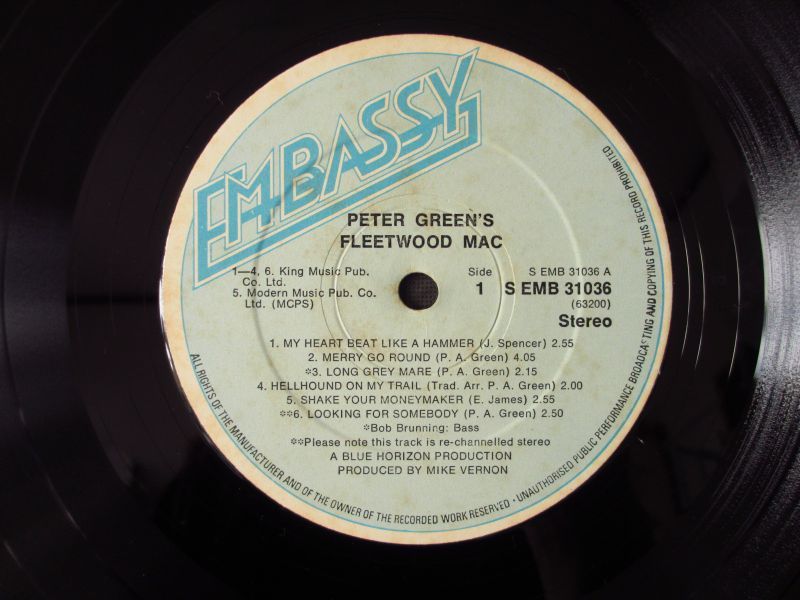 EMBASSY
PETER GREEN'S
FLEETWOOD MAC
1—4, 6. King Music Pub.
Co. Ltd.
5. Modern Music Pub. Co.
Ltd. (MCPS)
Side
1
S EMB 31036 A
S EMB 31036
(63200)
Stereo
1. MY HEART BEAT LIKE A HAMMER (J. Spencer) 2.55
2. MERRY GO ROUND (P. A. Green) 4.05
*3. LONG GREY MARE (P. A. Green) 2.15
4. HELLHOUND ON MY TRAIL (Trad. Arr. P. A. Green) 2.00
5. SHAKE YOUR MONEYMAKER (E. James) 2.55
**6. LOOKING FOR SOMEBODY (P. A. Green) 2.50
*Bob Brunning: Bass
**Please note this track is re-channelled stereo
A BLUE HORIZON PRODUCTION
PRODUCED BY MIKE VERNON
ALL RIGHTS OF THE MANUFACTURER AND OF THE OWNER OF THE RECORDED WORK RESERVED · UNAUTHORISED PUBLIC PERFORMANCE BROADCASTING AND COPYING OF THIS RECORD PROHIBITED